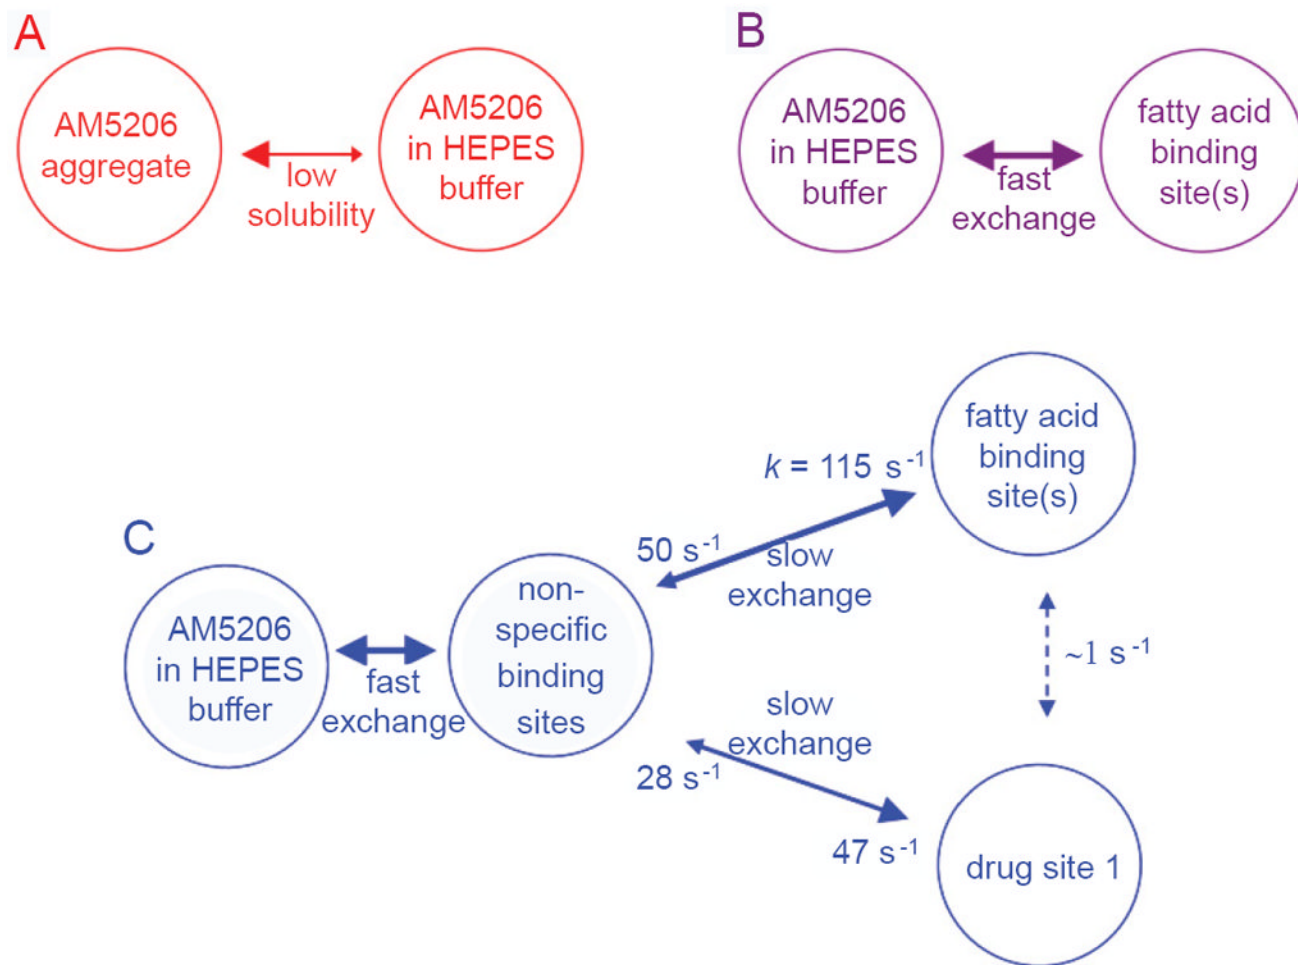 A
AM5206
aggregate
low
solubility
AM5206
in HEPES
buffer
B
AM5206
in HEPES
buffer
fast
exchange
fatty acid
binding
site(s)
C
AM5206
in HEPES
buffer
fast
exchange
non-
specific
binding
sites
k = 115 s-1
50 s-1
slow
exchange
fatty acid
binding
site(s)
~1 s-1
slow
exchange
28 s-1
47 s-1
drug site 1